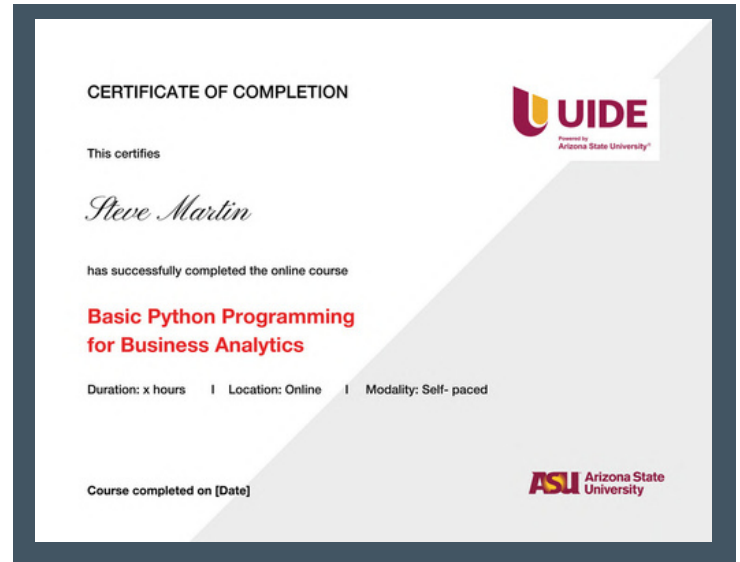 CERTIFICATE OF COMPLETION
UIDE
Powered by
Arizona State University®
This certifies
Steve Martin
has successfully completed the online course
Basic Python Programming
for Business Analytics
Duration: x hours I Location: Online I Modality: Self- paced
Course completed on [Date]
ASU Arizona State
University